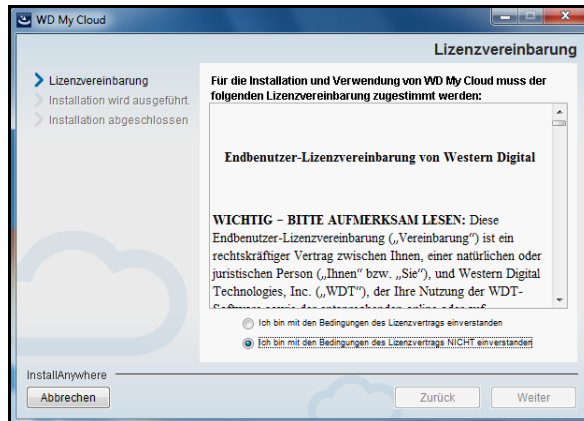 WD My Cloud
Lizenzvereinbarung
Lizenzvereinbarung
Installation wird ausgeführt.
Installation abgeschlossen
Für die Installation und Verwendung von WD My Cloud muss der
folgenden Lizenzvereinbarung zugestimmt werden:
Endbenutzer-Lizenzvereinbarung von Western Digital
WICHTIG – BITTE AUFMERKSAM LESEN: Diese
Endbenutzer-Lizenzvereinbarung („Vereinbarung“) ist ein
rechtskräftiger Vertrag zwischen Ihnen, einer natürlichen oder
juristischen Person („Ihnen“ bzw. „Sie“), und Western Digital
Technologies, Inc. („WDT“), der Ihre Nutzung der WDT-
Ich bin mit den Bedingungen des Lizenzvertrags einverstanden
Ich bin mit den Bedingungen des Lizenzvertrags NICHT einverstanden
InstallAnywhere
Abbrechen
Zurück
Weiter